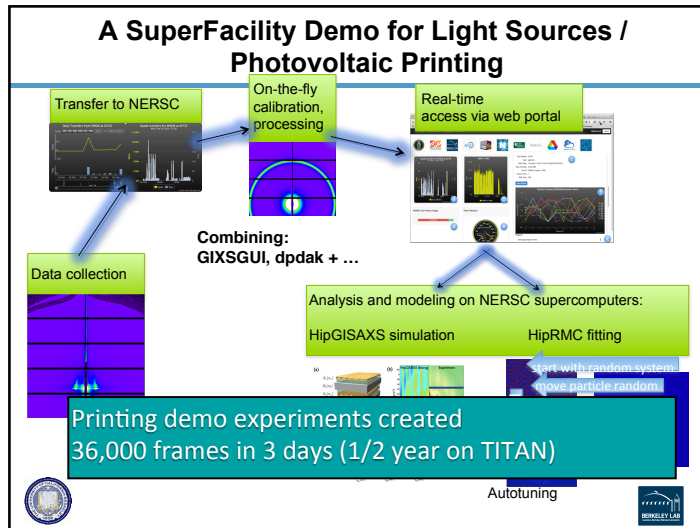 A SuperFacility Demo for Light Sources /
Photovoltaic Printing
Transfer to NERSC
On-the-fly
calibration,
processing
Real-time
access via web portal
Combining:
GIXSGUI, dpdak + …
Data collection
Analysis and modeling on NERSC supercomputers:
HipGISAXS simulation
HipRMC fitting
start with random system
move particle random
(a)
(b)
Experiment
Printing demo experiments created
36,000 frames in 3 days (1/2 year on TITAN)
Autotuning
BERKELEY LAB